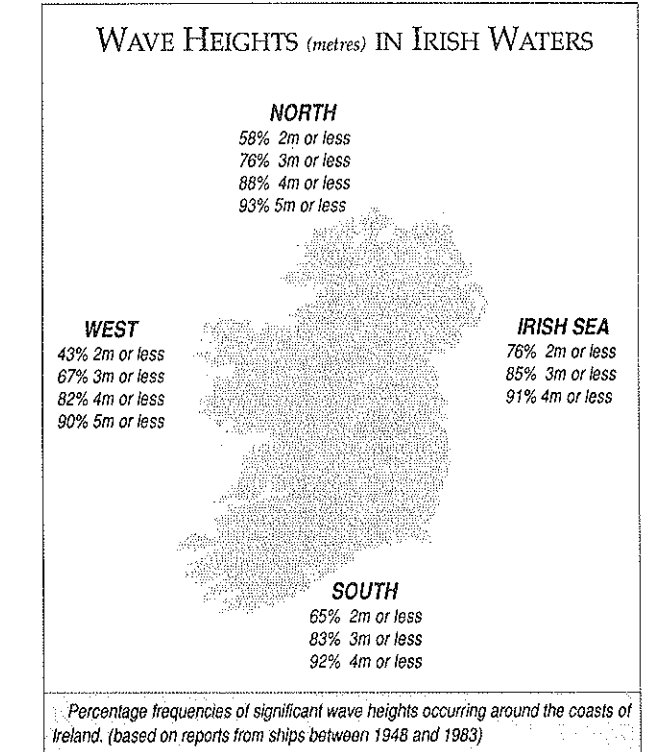 WAVE HEIGHTS (metres) IN IRISH WATERS
NORTH
58% 2m or less
76% 3m or less
88% 4m or less
93% 5m or less
WEST
43% 2m or less
67% 3m or less
82% 4m or less
90% 5m or less
IRISH SEA
76% 2m or less
85% 3m or less
91% 4m or less
SOUTH
65% 2m or less
83% 3m or less
92% 4m or less
Percentage frequencies of significant wave heights occurring around the coasts of
Ireland. (based on reports from ships between 1948 and 1983)